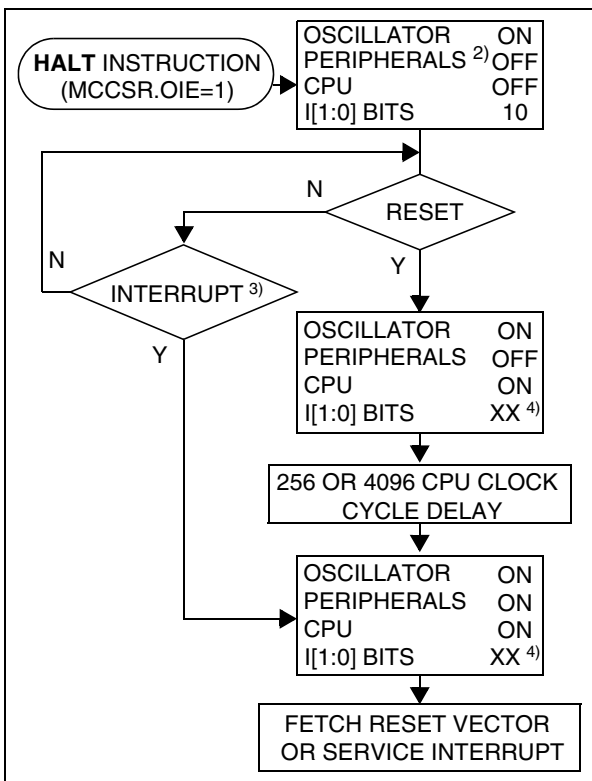 HALT INSTRUCTION
(MCCSR.OIE=1)
OSCILLATOR ON
PERIPHERALS 2) OFF
CPU OFF
I[1:0] BITS 10
N
RESET
Y
N
INTERRUPT 3)
Y
OSCILLATOR ON
PERIPHERALS OFF
CPU ON
I[1:0] BITS XX 4)
256 OR 4096 CPU CLOCK
CYCLE DELAY
OSCILLATOR ON
PERIPHERALS ON
CPU ON
I[1:0] BITS XX 4)
FETCH RESET VECTOR
OR SERVICE INTERRUPT